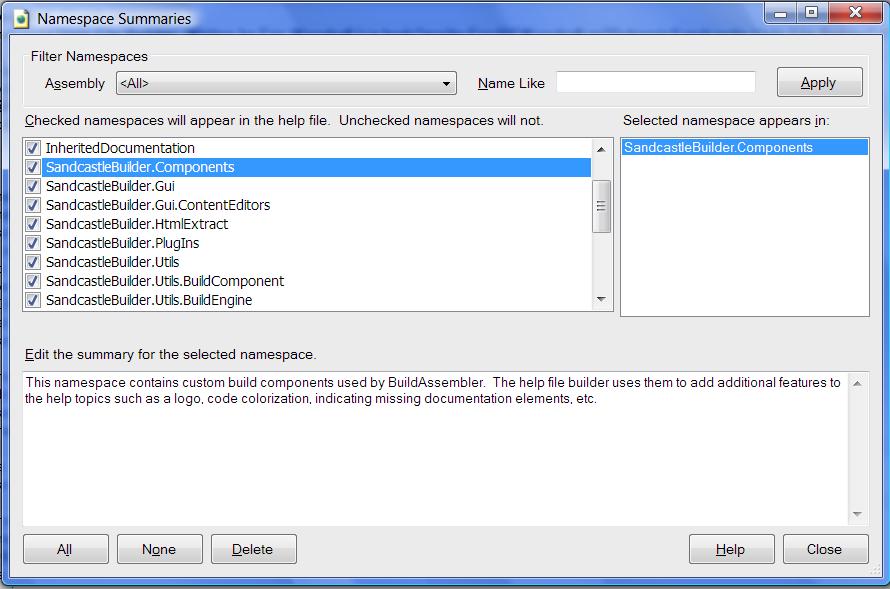 Namespace Summaries
Filter Namespaces
Assembly <All> Name Like Apply
Checked namespaces will appear in the help file.  Unchecked namespaces will not.
Selected namespace appears in:
InheritedDocumentation
SandcastleBuilder.Components
SandcastleBuilder.Gui
SandcastleBuilder.Gui.ContentEditors
SandcastleBuilder.HtmlExtract
SandcastleBuilder.PlugIns
SandcastleBuilder.Utils
SandcastleBuilder.Utils.BuildComponent
SandcastleBuilder.Utils.BuildEngine
SandcastleBuilder.Components
Edit the summary for the selected namespace.
This namespace contains custom build components used by BuildAssembler.  The help file builder uses them to add additional features to
the help topics such as a logo, code colorization, indicating missing documentation elements, etc.
All None Delete Help Close